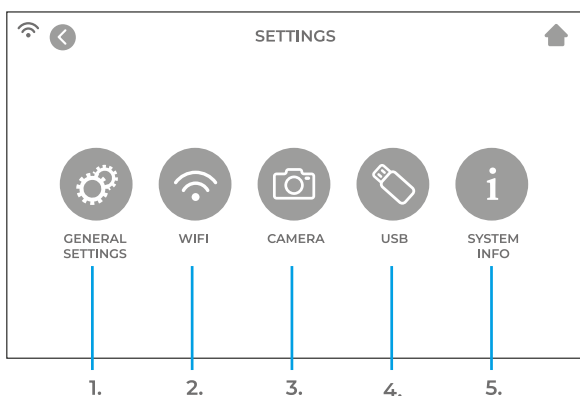 SETTINGS
GENERAL
SETTINGS
WIFI
CAMERA
USB
SYSTEM
INFO
1.
2.
3.
4.
5.